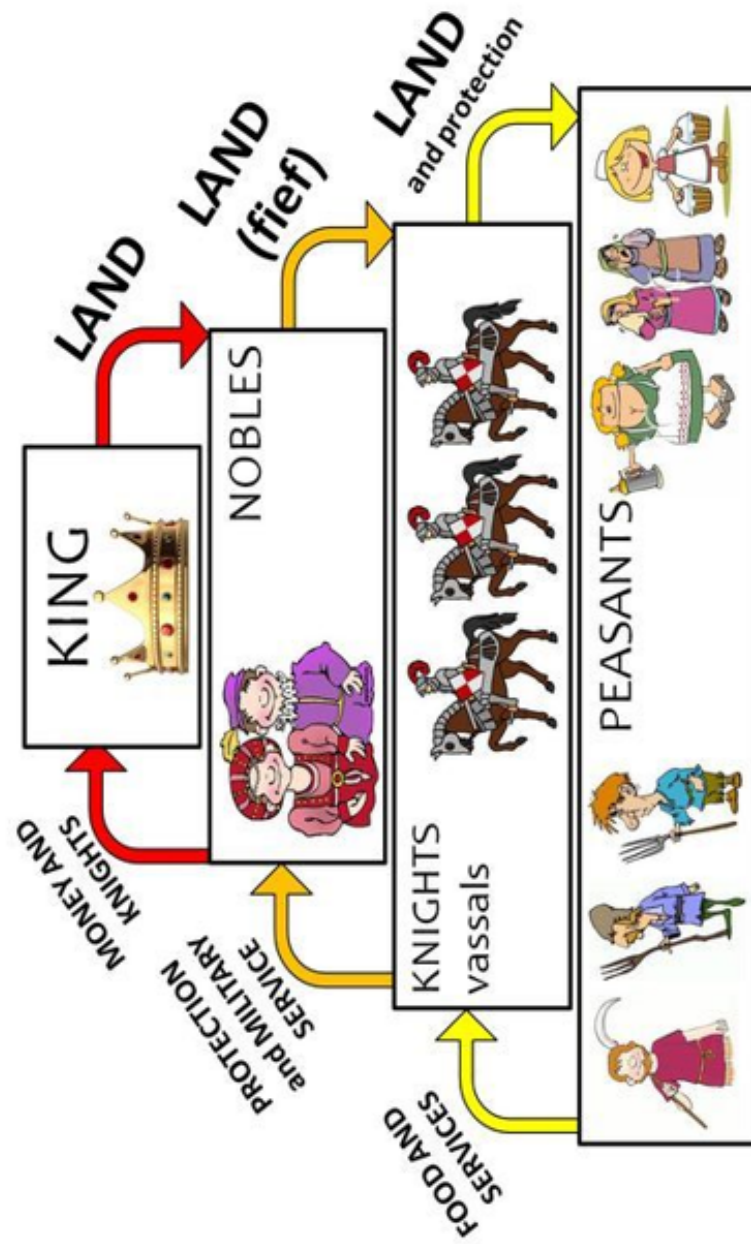 KING
LAND
MONEY AND
KNIGHTS
NOBLES
LAND
(fief)
PROTECTION
and MILITARY
SERVICE
KNIGHTS
vassals
LAND
and protection
FOOD AND
SERVICES
PEASANTS